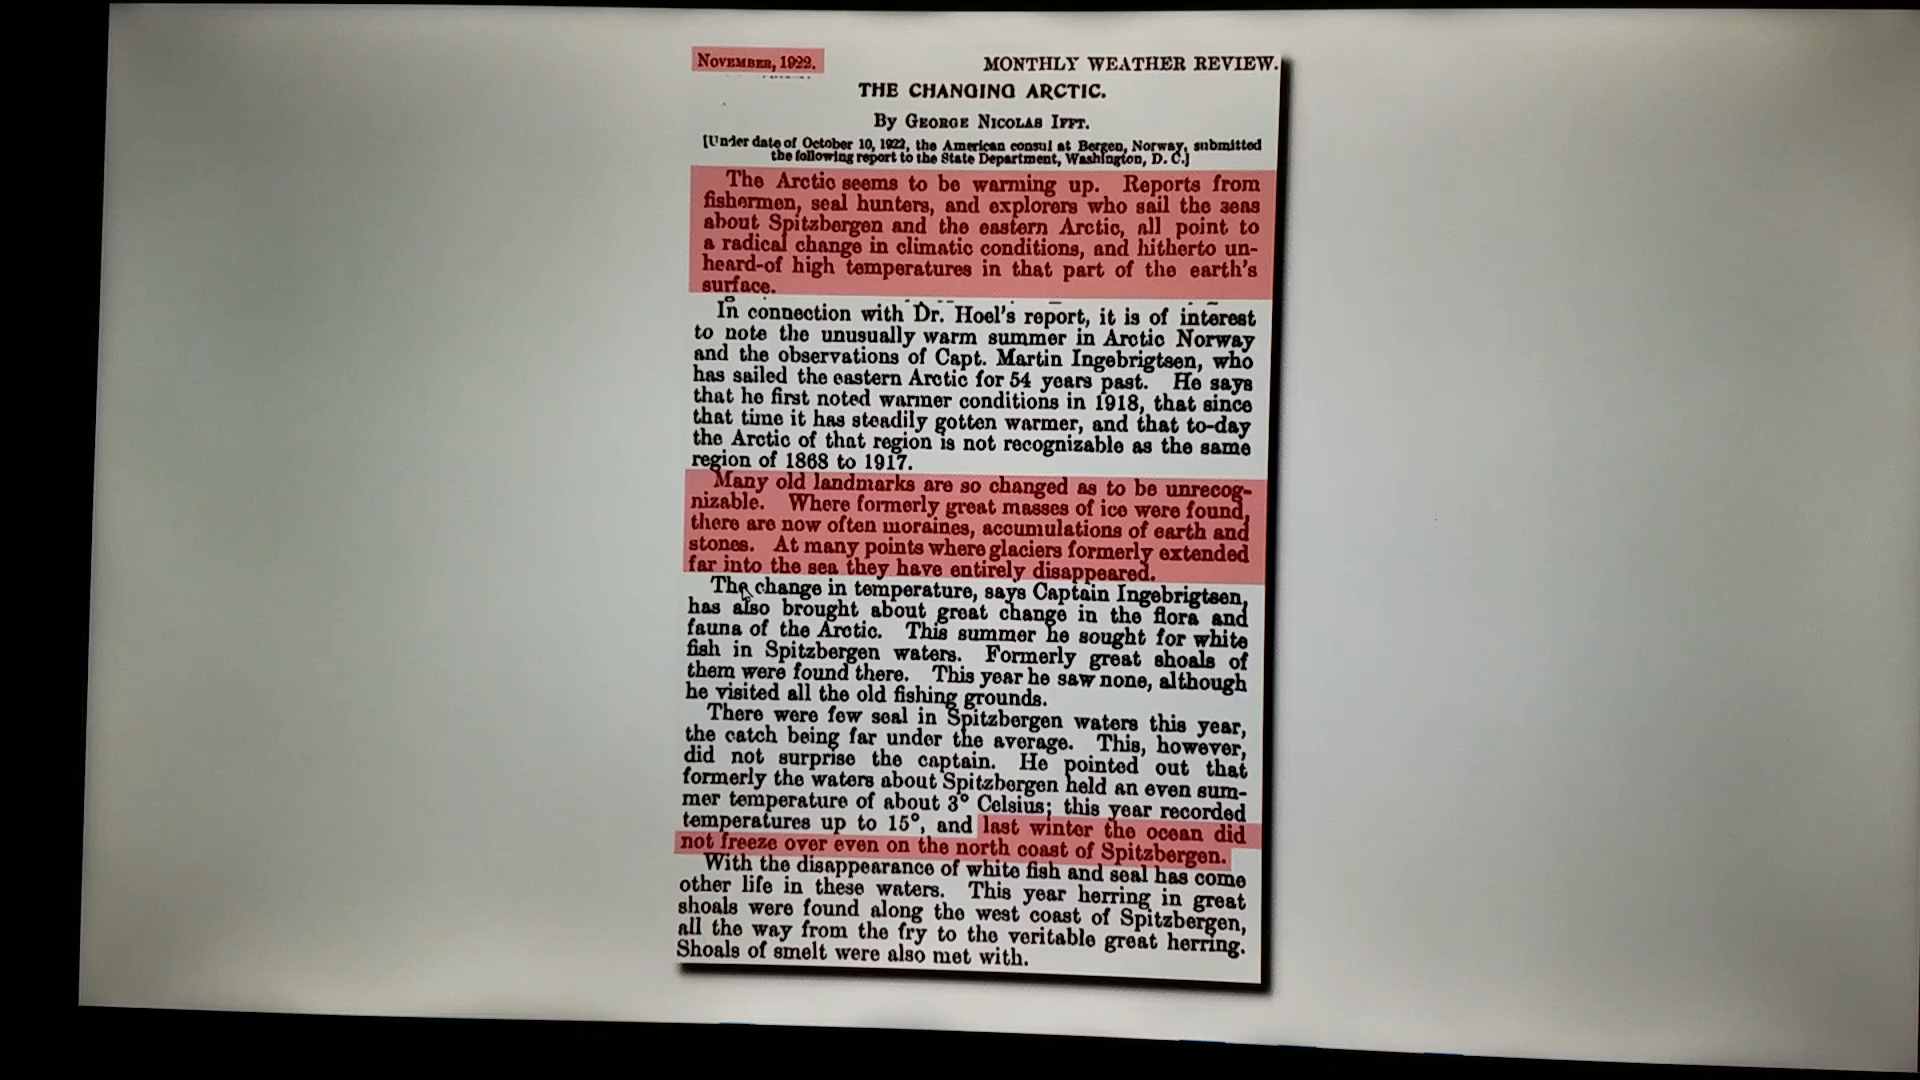 NOVEMBER, 1922.
MONTHLY WEATHER REVIEW.
THE CHANGING ARCTIC.
By GEORGE NICOLAS IFFT.
[Under date of October 10, 1922, the American consul at Bergen, Norway, submitted
the following report to the State Department, Washington, D. C.]
The Arctic seems to be warming up. Reports from
fishermen, seal hunters, and explorers who sail the seas
about Spitzbergen and the eastern Arctic, all point to
a radical change in climatic conditions, and hitherto un-
heard-of high temperatures in that part of the earth's
surface.
In connection with Dr. Hoel's report, it is of interest
to note the unusually warm summer in Arctic Norway
and the observations of Capt. Martin Ingebrigtsen, who
has sailed the eastern Arctic for 54 years past. He says
that he first noted warmer conditions in 1918, that since
that time it has steadily gotten warmer, and that to-day
the Arctic of that region is not recognizable as the same
region of 1868 to 1917.
Many old landmarks are so changed as to be unrecog-
nizable. Where formerly great masses of ice were found,
there are now often moraines, accumulations of earth and
stones. At many points where glaciers formerly extended
far into the sea they have entirely disappeared.
The change in temperature, says Captain Ingebrigtsen,
has also brought about great change in the flora and
fauna of the Arctic. This summer he sought for white
fish in Spitzbergen waters. Formerly great shoals of
them were found there. This year he saw none, although
he visited all the old fishing grounds.
There were few seal in Spitzbergen waters this year,
the catch being far under the average. This, however,
did not surprise the captain. He pointed out that
formerly the waters about Spitzbergen held an even sum-
mer temperature of about 3° Celsius; this year recorded
temperatures up to 15°, and last winter the ocean did
not freeze over even on the north coast of Spitzbergen.
With the disappearance of white fish and seal has come
other life in these waters. This year herring in great
shoals were found along the west coast of Spitzbergen,
all the way from the fry to the veritable great herring.
Shoals of smelt were also met with.